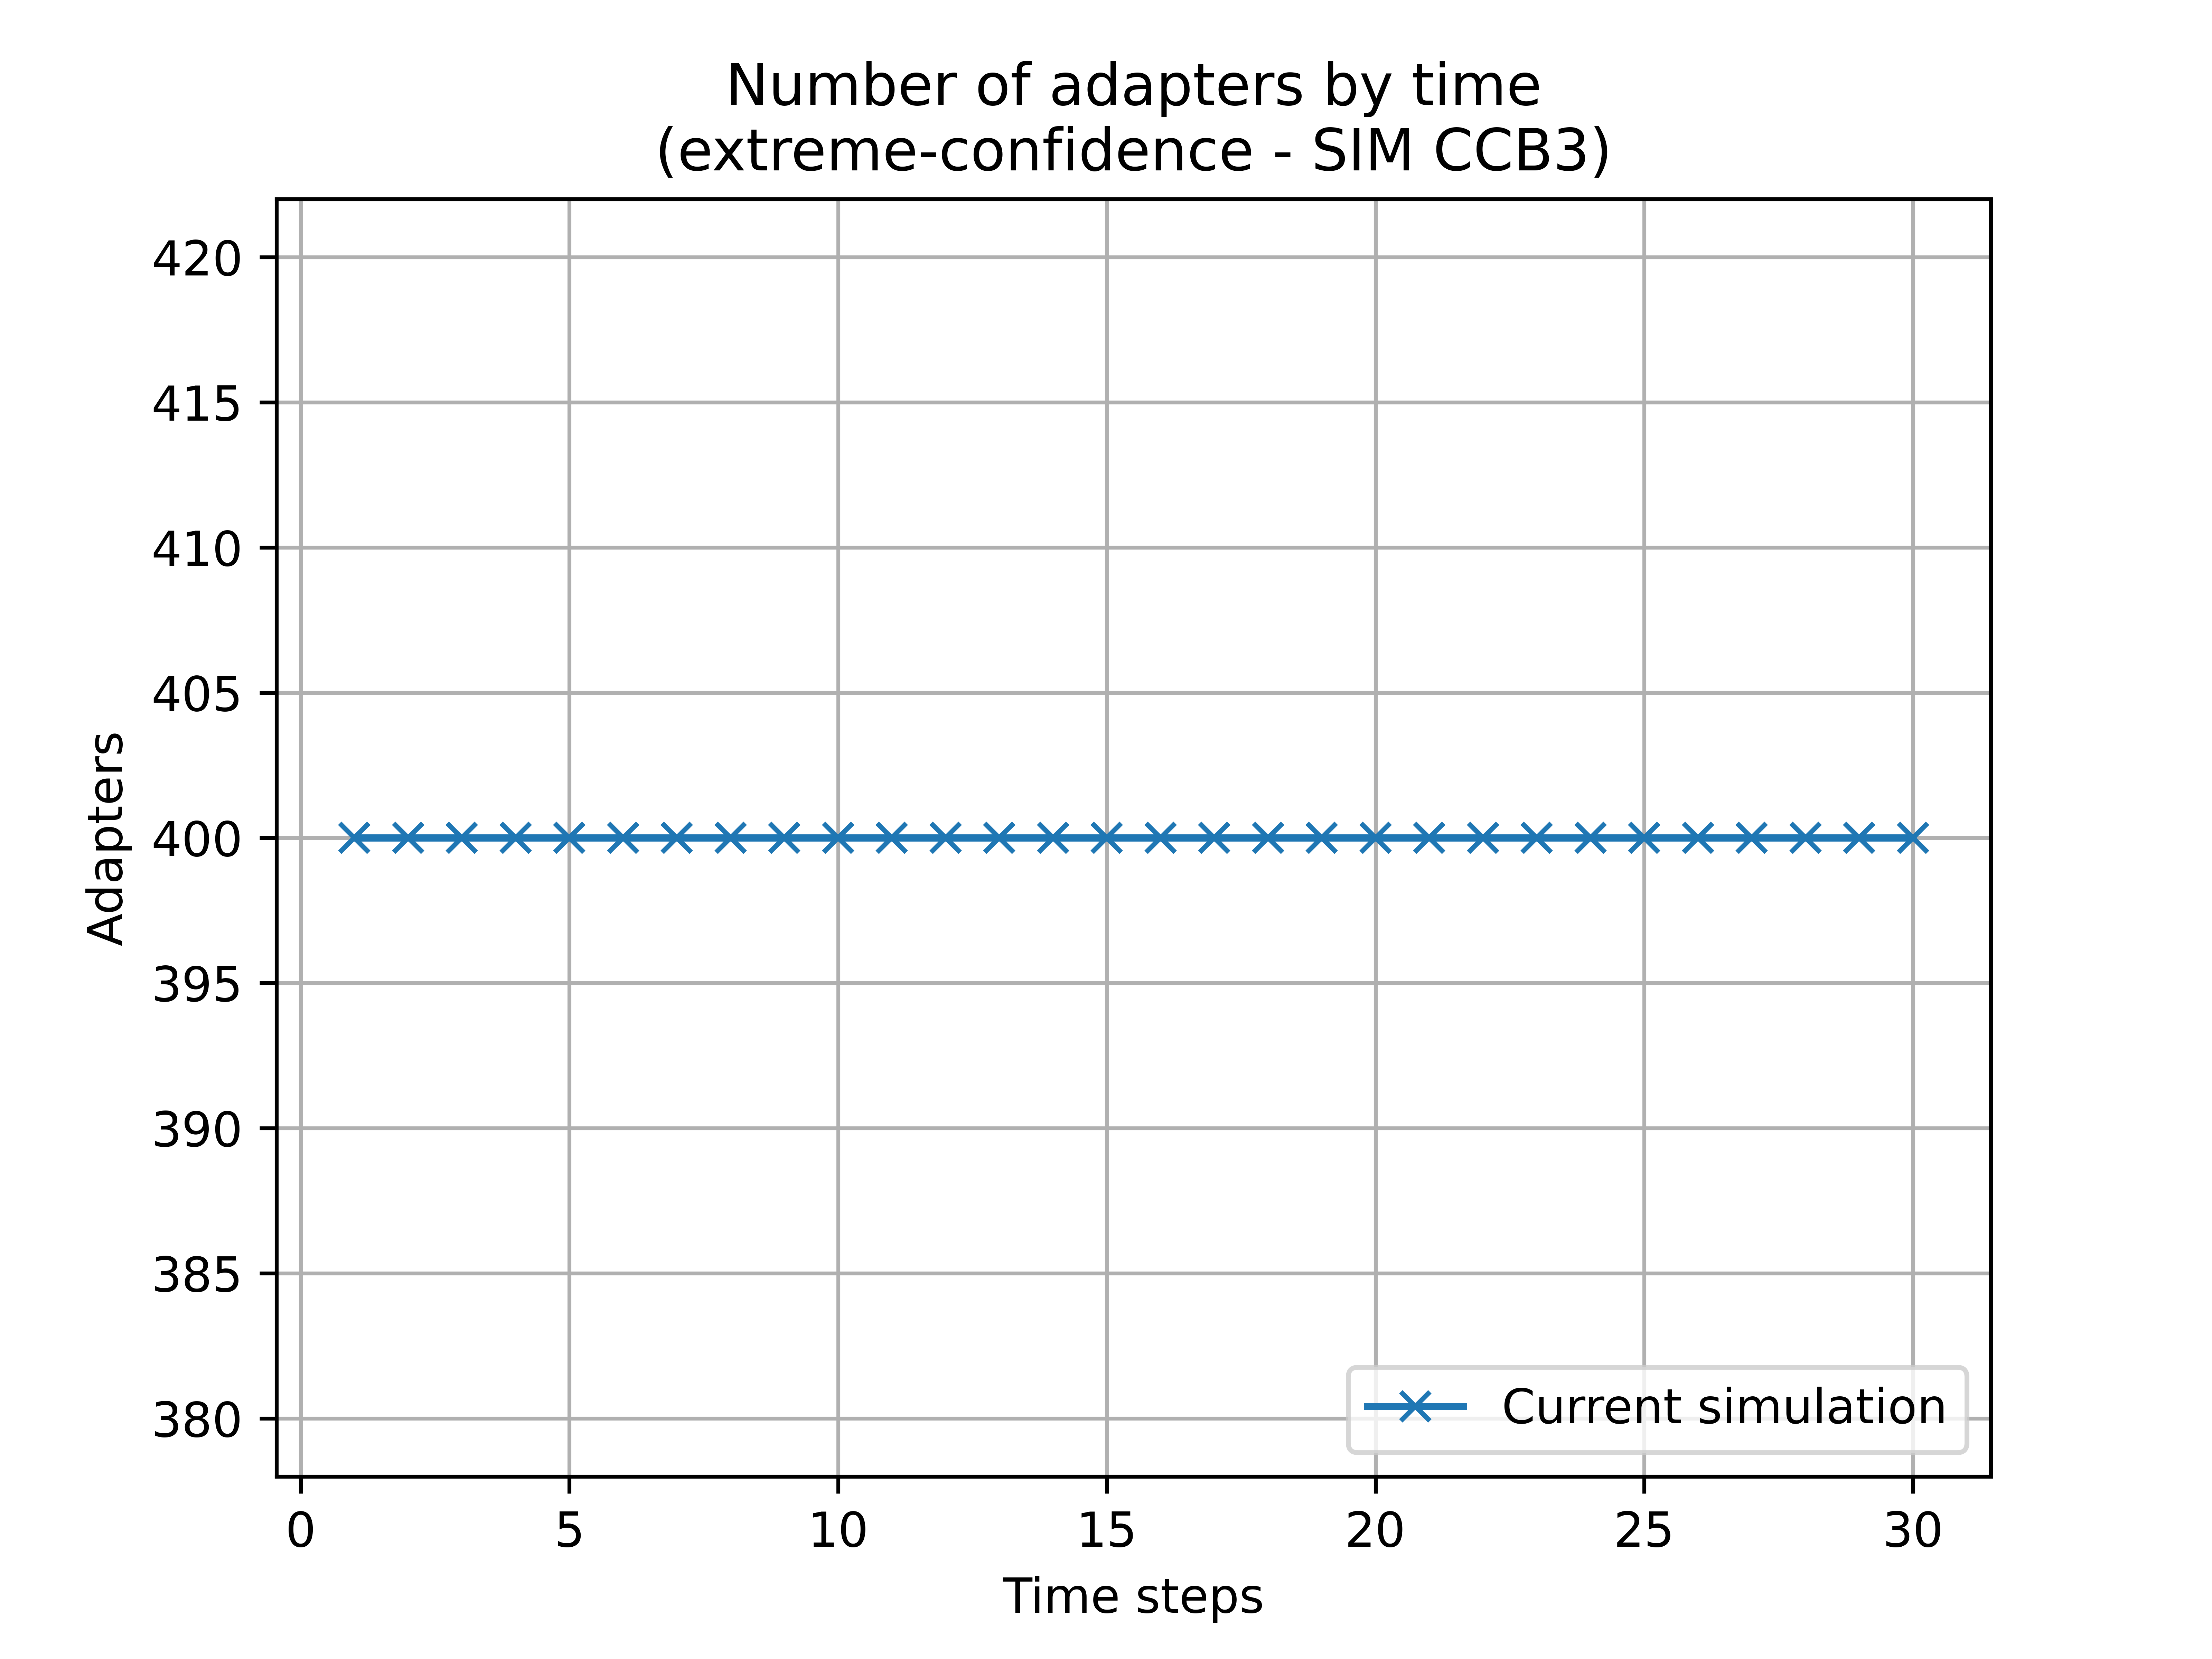 Number of adapters by time
(extreme-confidence - SIM CCB3)
420
415
410
405
400
395
390
385
380
Adapters
Current simulation
0 5 10 15 20 25 30
Time steps